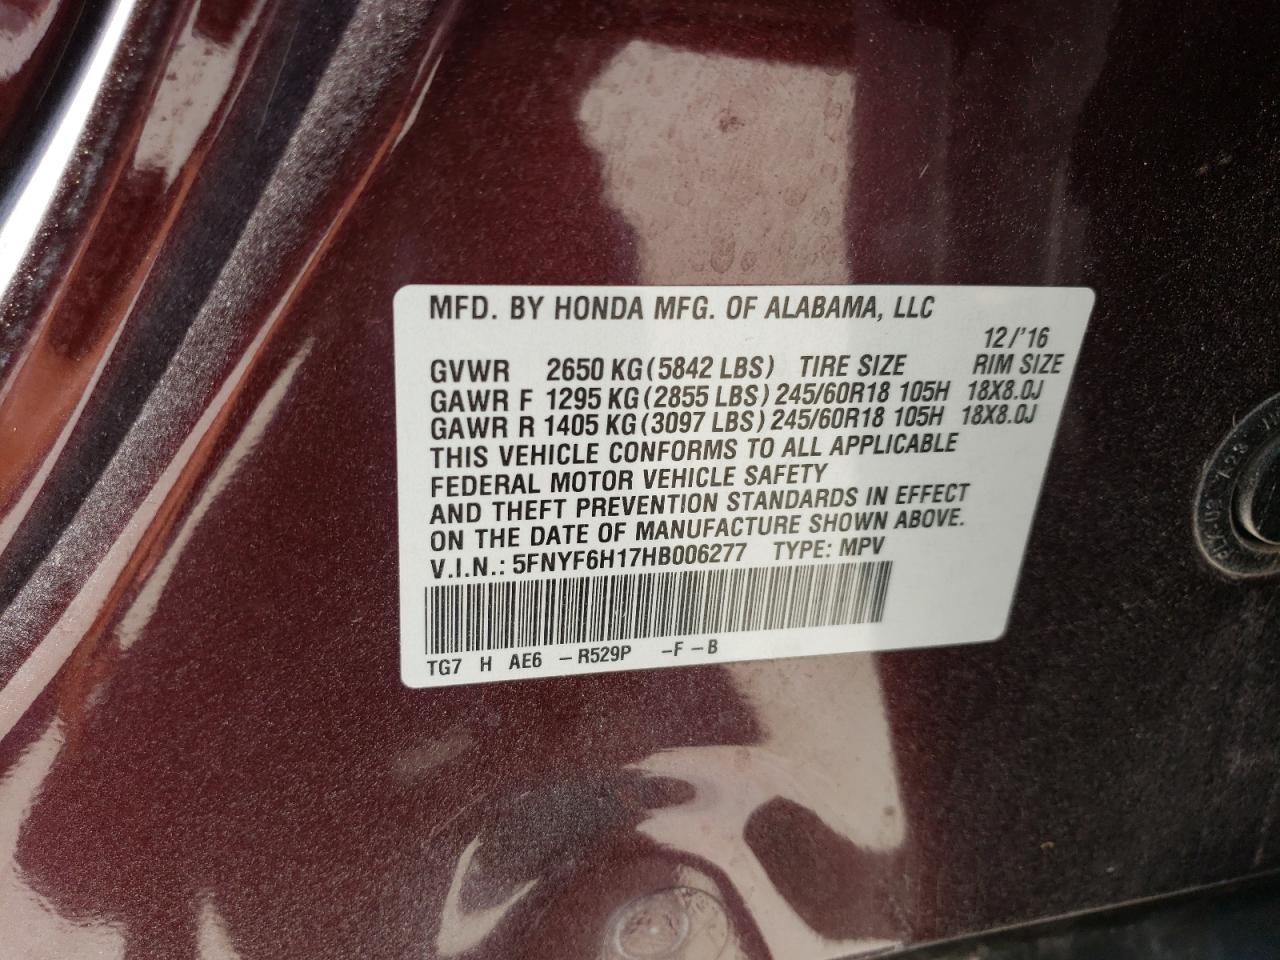 MFD. BY HONDA MFG. OF ALABAMA, LLC
12/'16
GVWR 2650 KG (5842 LBS) TIRE SIZE RIM SIZE
GAWR F 1295 KG (2855 LBS) 245/60R18 105H 18X8.0J
GAWR R 1405 KG (3097 LBS) 245/60R18 105H 18X8.0J
THIS VEHICLE CONFORMS TO ALL APPLICABLE
FEDERAL MOTOR VEHICLE SAFETY
AND THEFT PREVENTION STANDARDS IN EFFECT
ON THE DATE OF MANUFACTURE SHOWN ABOVE.
V.I.N.: 5FNYF6H17HB006277 TYPE: MPV
TG7 H AE6 -R529P -F-B